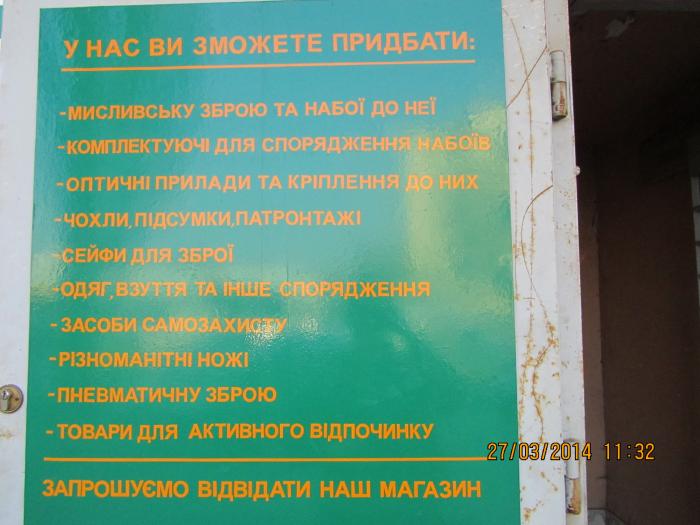 У НАС ВИ ЗМОЖЕТЕ ПРИДБАТИ:
-МИСЛИВСЬКУ ЗБРОЮ ТА НАБОЇ ДО НЕЇ
-КОМПЛЕКТУЮЧІ ДЛЯ СПОРЯДЖЕННЯ НАБОЇВ
-ОПТИЧНІ ПРИЛАДИ ТА КРІПЛЕННЯ ДО НИХ
-ЧОХЛИ,ПІДСУМКИ,ПАТРОНТАЖІ
-СЕЙФИ ДЛЯ ЗБРОЇ
-ОДЯГ,ВЗУТТЯ ТА ІНШЕ СПОРЯДЖЕННЯ
-ЗАСОБИ САМОЗАХИСТУ
-РІЗНОМАНІТНІ НОЖІ
-ПНЕВМАТИЧНУ ЗБРОЮ
-ТОВАРИ ДЛЯ АКТИВНОГО ВІДПОЧИНКУ
27/03/2014 11:32
ЗАПРОШУЄМО ВІДВІДАТИ НАШ МАГАЗИН